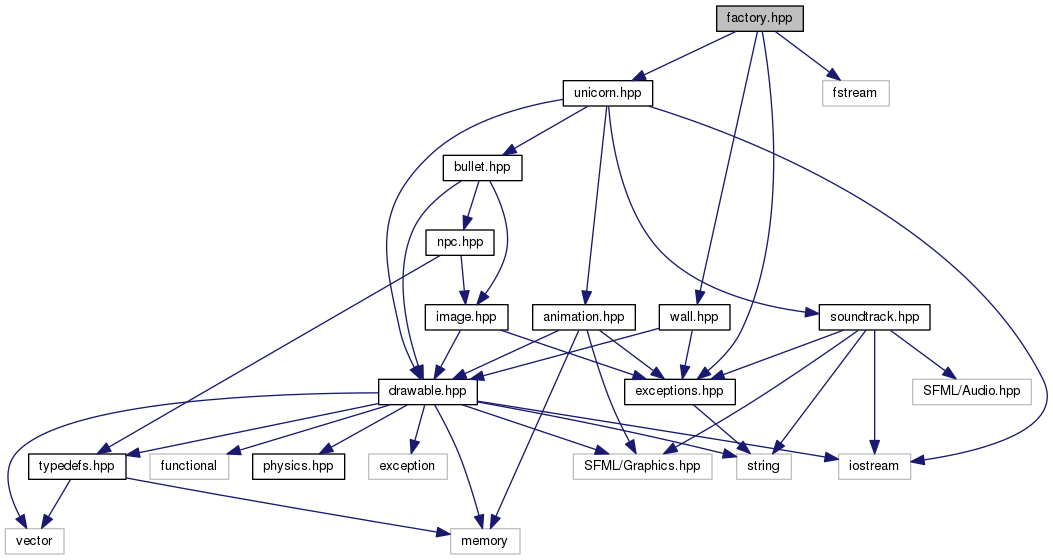 factory.hpp
unicorn.hpp
fstream
bullet.hpp
npc.hpp
image.hpp
animation.hpp
wall.hpp
soundtrack.hpp
drawable.hpp
exceptions.hpp
SFML/Audio.hpp
typedefs.hpp
functional
physics.hpp
exception
SFML/Graphics.hpp
string
iostream
vector
memory